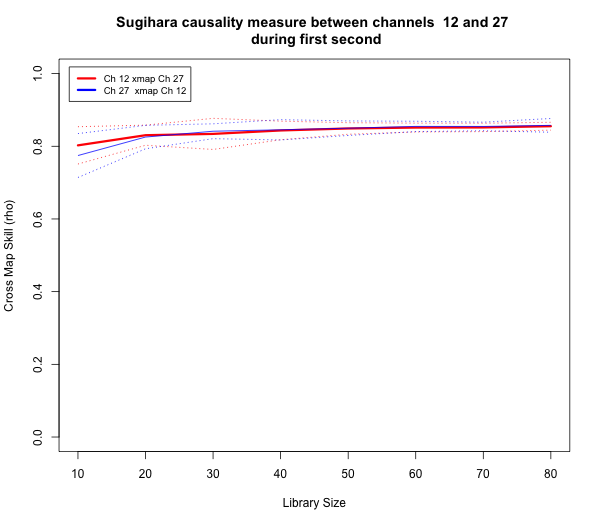 Sugihara causality measure between channels  12 and 27
during first second
Ch 12 xmap Ch 27
Ch 27  xmap Ch 12
Cross Map Skill (rho)
1.0
0.8
0.6
0.4
0.2
0.0
10 20 30 40 50 60 70 80
Library Size